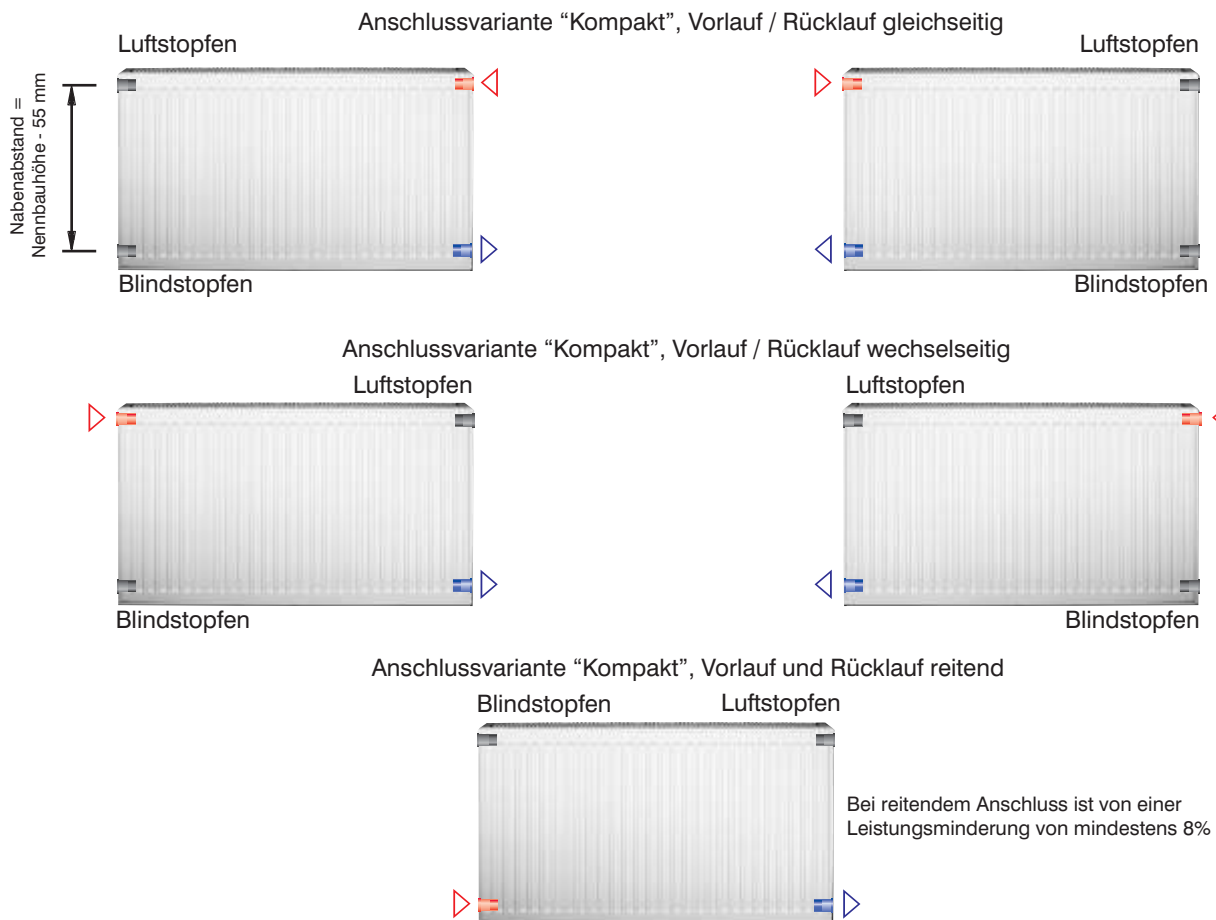 Anschlussvariante “Kompakt”, Vorlauf / Rücklauf gleichseitig
Luftstopfen
Luftstopfen
Nabenabstand =
Nennbauhöhe - 55 mm
Blindstopfen
Blindstopfen
Anschlussvariante “Kompakt”, Vorlauf / Rücklauf wechselseitig
Luftstopfen
Luftstopfen
Blindstopfen
Blindstopfen
Anschlussvariante “Kompakt”, Vorlauf und Rücklauf reitend
Blindstopfen
Luftstopfen
Bei reitendem Anschluss ist von einer
Leistungsminderung von mindestens 8%